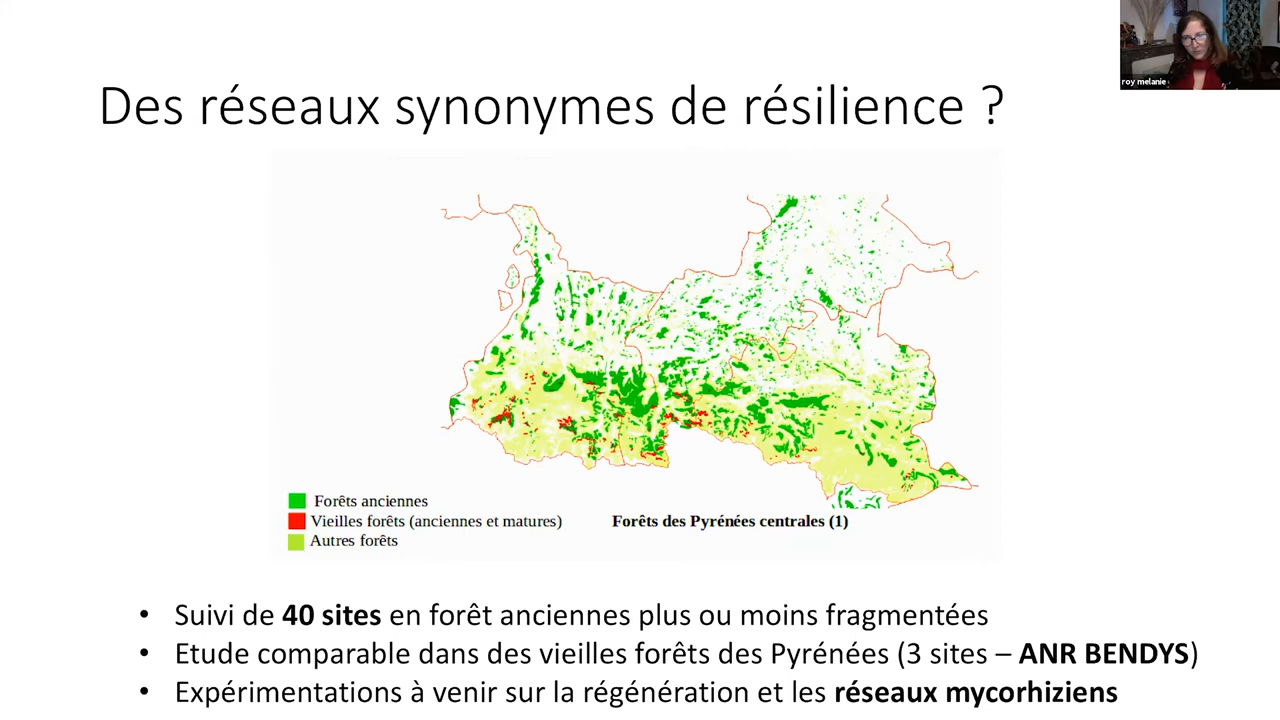 roy melanie
Des réseaux synonymes de résilience ?
Forêts anciennes
Vieilles forêts (anciennes et matures)
Forêts des Pyrénées centrales (1)
Autres forêts
• Suivi de 40 sites en forêt anciennes plus ou moins fragmentées
• Etude comparable dans des vieilles forêts des Pyrénées (3 sites – ANR BENDYS)
• Expérimentations à venir sur la régénération et les réseaux mycorhiziens